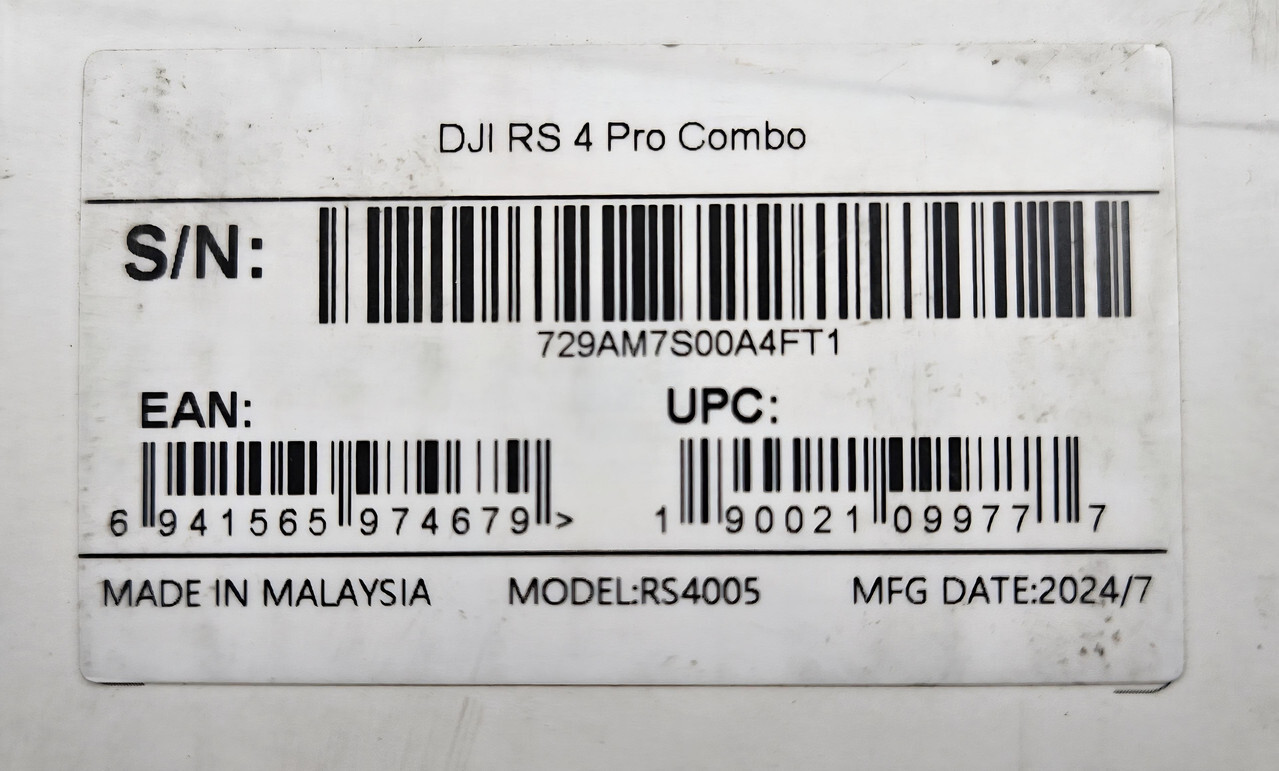 DJI RS 4 Pro Combo
S/N:
729AM7S00A4FT1
EAN: UPC:
6 941565 974679 > 1 90021 09977 7
MADE IN MALAYSIA MODEL:RS4005 MFG DATE:2024/7